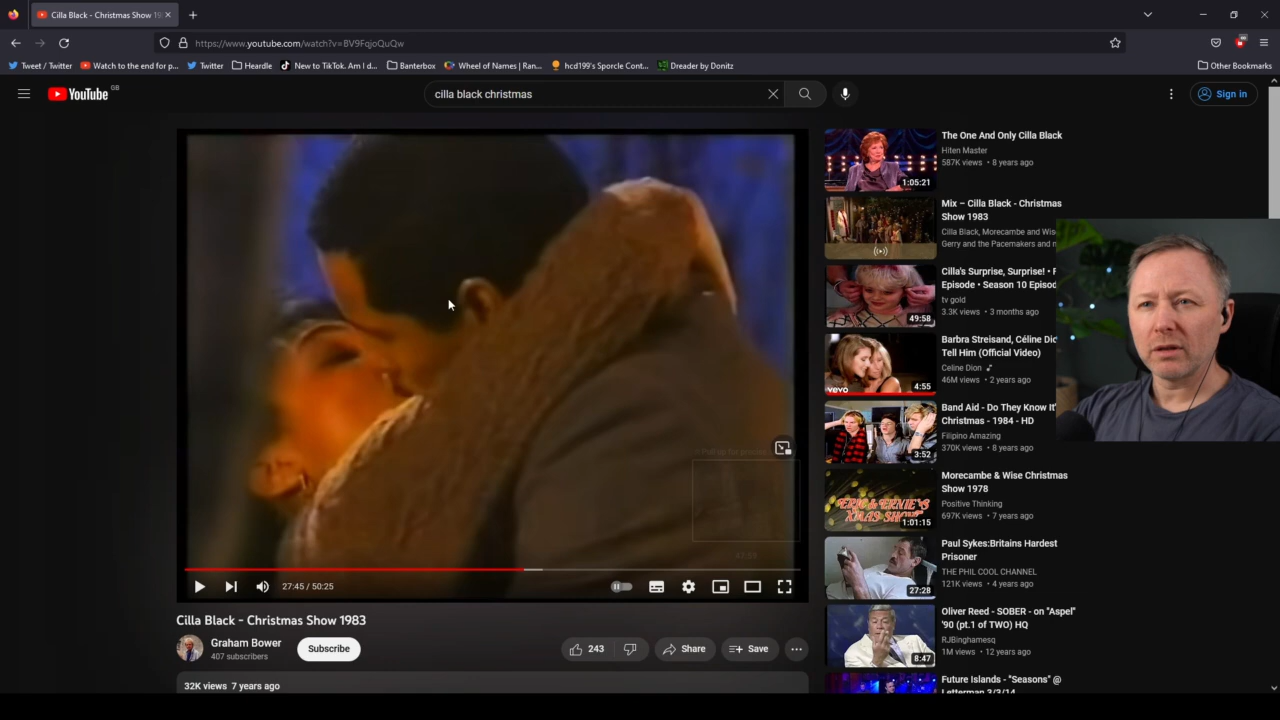 Cilla Black - Christmas Show 19
https://www.youtube.com/watch?v=BV9FqjoQuQw
Tweet / Twitter
Watch to the end for p...
Twitter
Heardle
New to TikTok. Am I d...
Banterbox
Wheel of Names | Ran...
hcd199's Sporcle Cont...
Dreader by Donitz
Other Bookmarks
YouTube GB
cilla black christmas
Sign in
27:45 / 50:25
Cilla Black - Christmas Show 1983
Graham Bower
407 subscribers
Subscribe
243
Share
Save
32K views 7 years ago
The One And Only Cilla Black
Hiten Master
587K views • 8 years ago
1:05:21
Mix – Cilla Black - Christmas
Show 1983
Cilla Black, Morecambe and Wise
Gerry and the Pacemakers and m
Cilla's Surprise, Surprise! • F
Episode • Season 10 Episod
tv gold
3.3K views • 3 months ago
49:58
Barbra Streisand, Céline Dio
Tell Him (Official Video)
Celine Dion
46M views • 2 years ago
vevo
4:55
Band Aid - Do They Know It'
Christmas - 1984 - HD
Filipino Amazing
370K views • 8 years ago
3:52
Morecambe & Wise Christmas
Show 1978
Positive Thinking
697K views • 7 years ago
ERIC & ERNIE'S
XMAS SHOW
1:01:15
Paul Sykes:Britains Hardest
Prisoner
THE PHIL COOL CHANNEL
121K views • 4 years ago
27:28
Oliver Reed - SOBER - on "Aspel"
'90 (pt.1 of TWO) HQ
RJBinghamesq
1M views • 12 years ago
8:47
Future Islands - "Seasons" @
Letterman 3/3/14